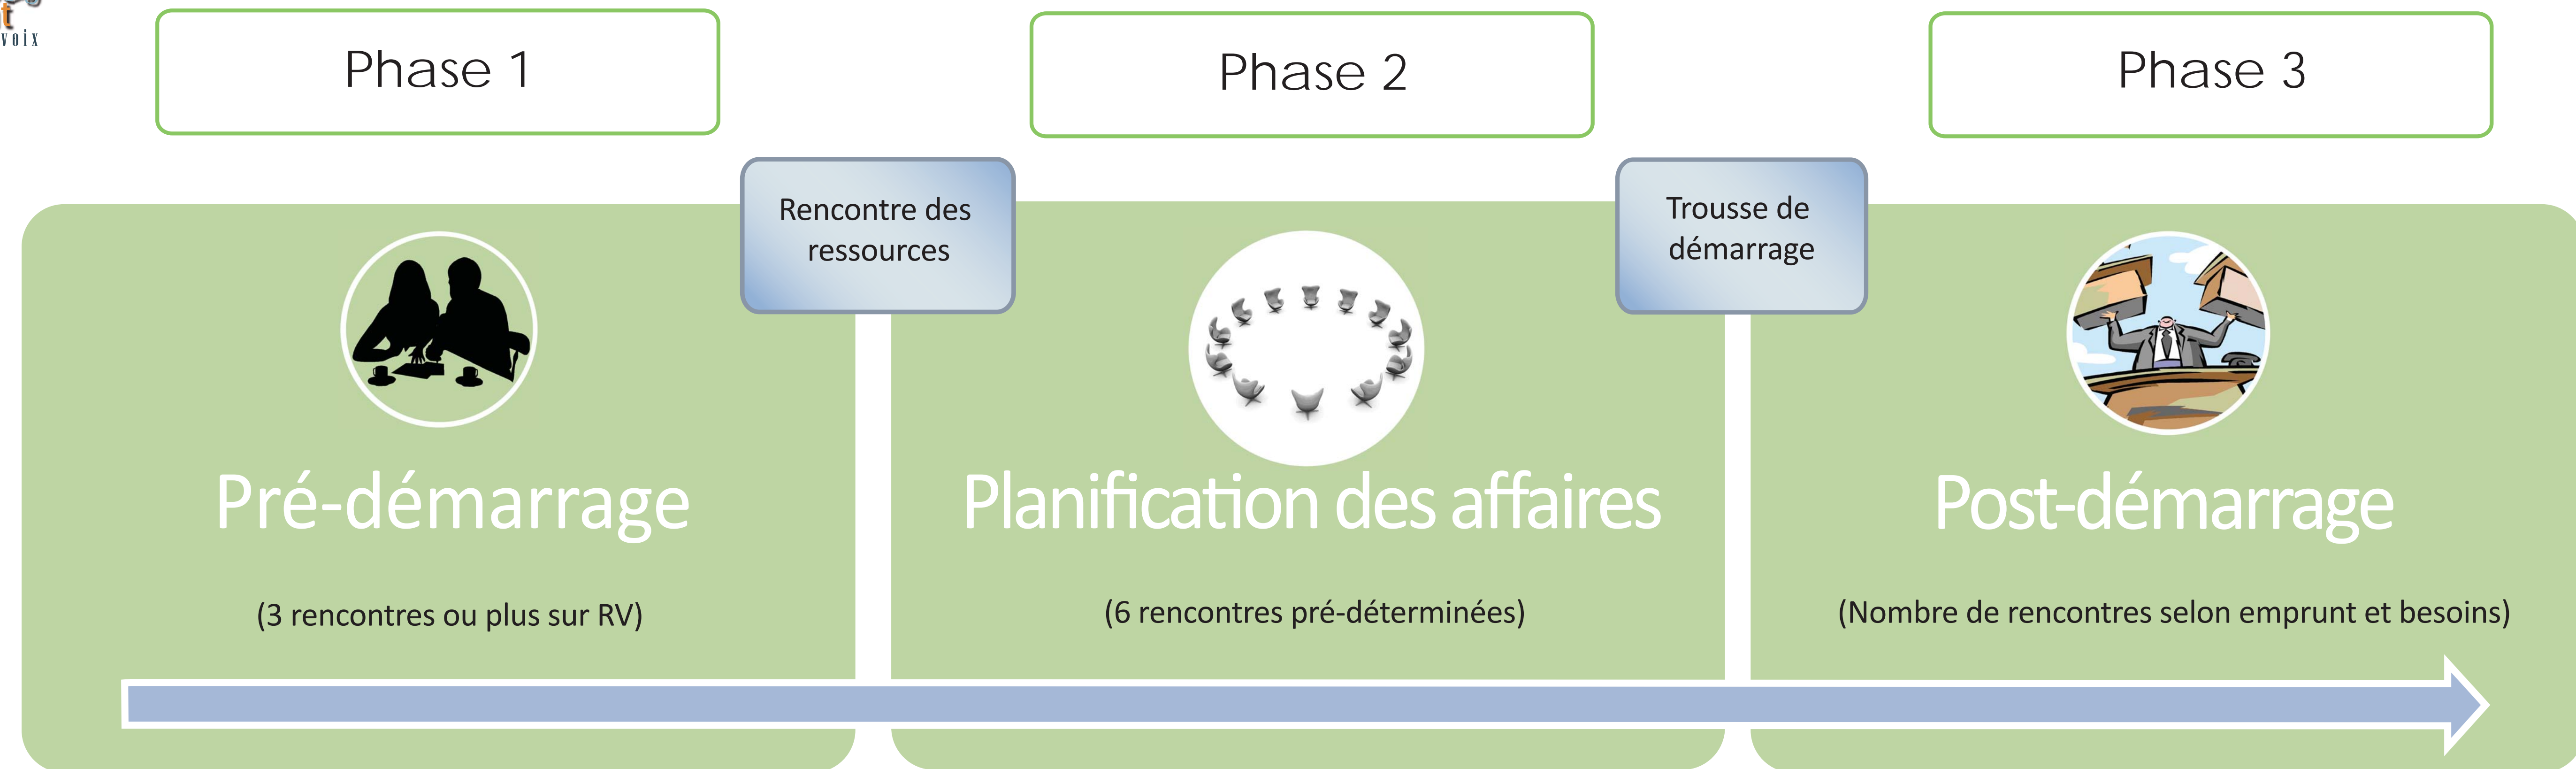 t
voix
Phase 1
Phase 2
Phase 3
Rencontre des
ressources
Trousse de
démarrage
Pré-démarrage
Planification des affaires
Post-démarrage
(3 rencontres ou plus sur RV)
(6 rencontres pré-déterminées)
(Nombre de rencontres selon emprunt et besoins)